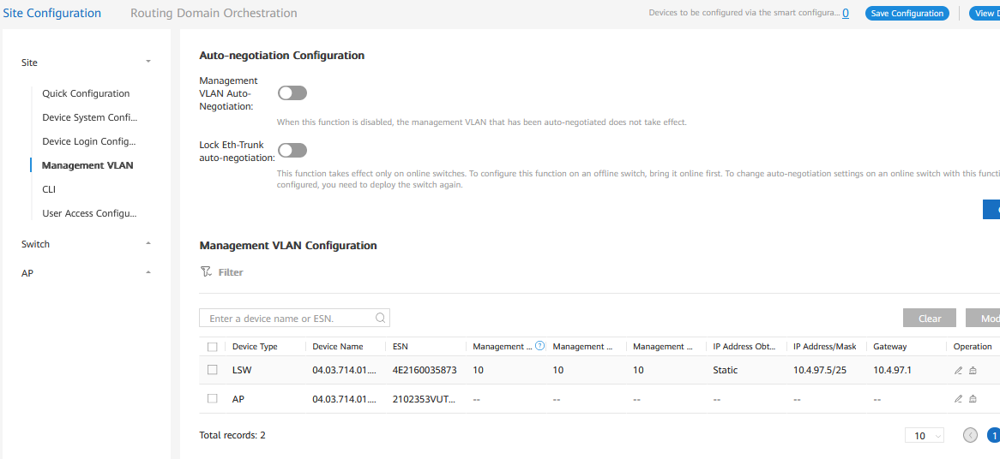 Site Configuration Routing Domain Orchestration Devices to be configured via the smart configura... 0 Save Configuration View
Site
Quick Configuration
Device System Confi...
Device Login Config...
Management VLAN
CLI
User Access Configu...
Switch
AP
Auto-negotiation Configuration
Management
VLAN Auto-
Negotiation:
When this function is disabled, the management VLAN that has been auto-negotiated does not take effect.
Lock Eth-Trunk
auto-negotiation:
This function takes effect only on online switches. To configure this function on an offline switch, bring it online first. To change auto-negotiation settings on an online switch with this
configured, you need to deploy the switch again.
Management VLAN Configuration
Filter
Enter a device name or ESN. Clear
Device Type Device Name ESN Management ... ? Management ... Management ... IP Address Obt... IP Address/Mask Gateway Operation
LSW 04.03.714.01.... 4E2160035873 10 10 10 Static 10.4.97.5/25 10.4.97.1
AP 04.03.714.01.... 2102353VUT... -- -- -- -- -- --
Total records: 2 10 < 1